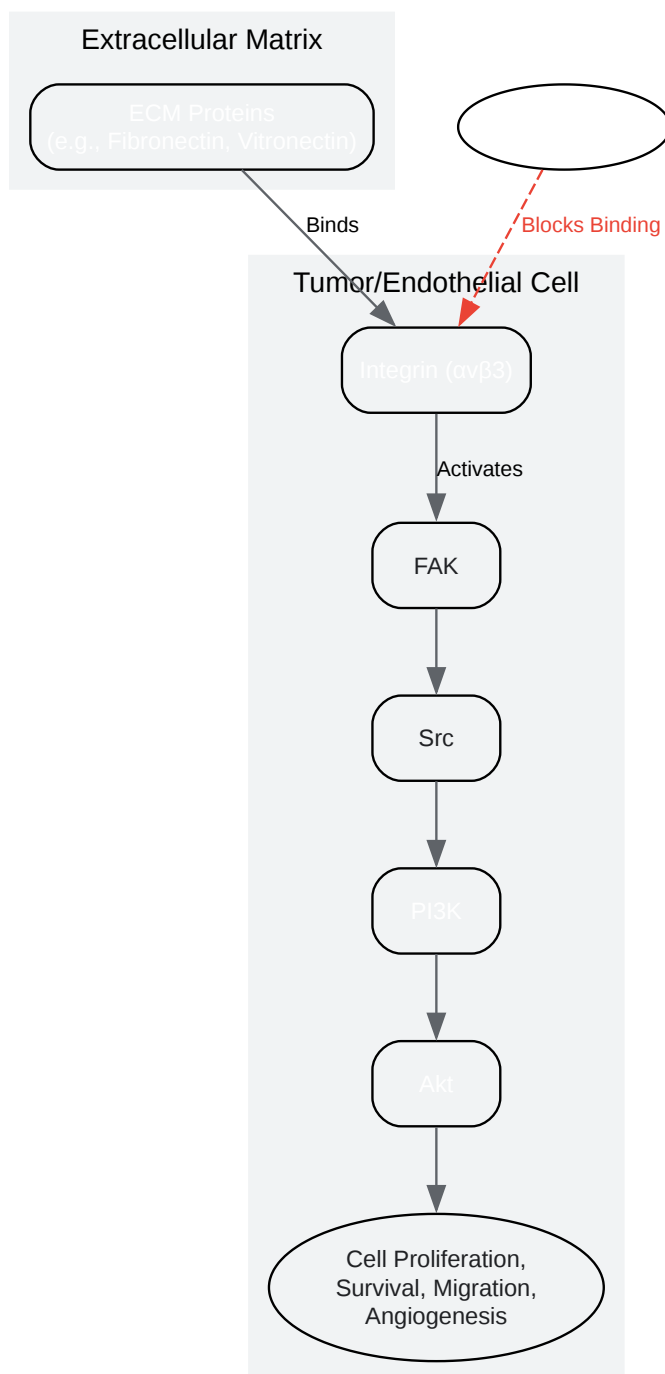 Extracellular Matrix
ECM Proteins
(e.g., Fibronectin, Vitronectin)
Binds
Blocks Binding
Tumor/Endothelial Cell
Integrin (αvβ3)
Activates
FAK
Src
PI3K
Akt
Cell Proliferation,
Survival, Migration,
Angiogenesis